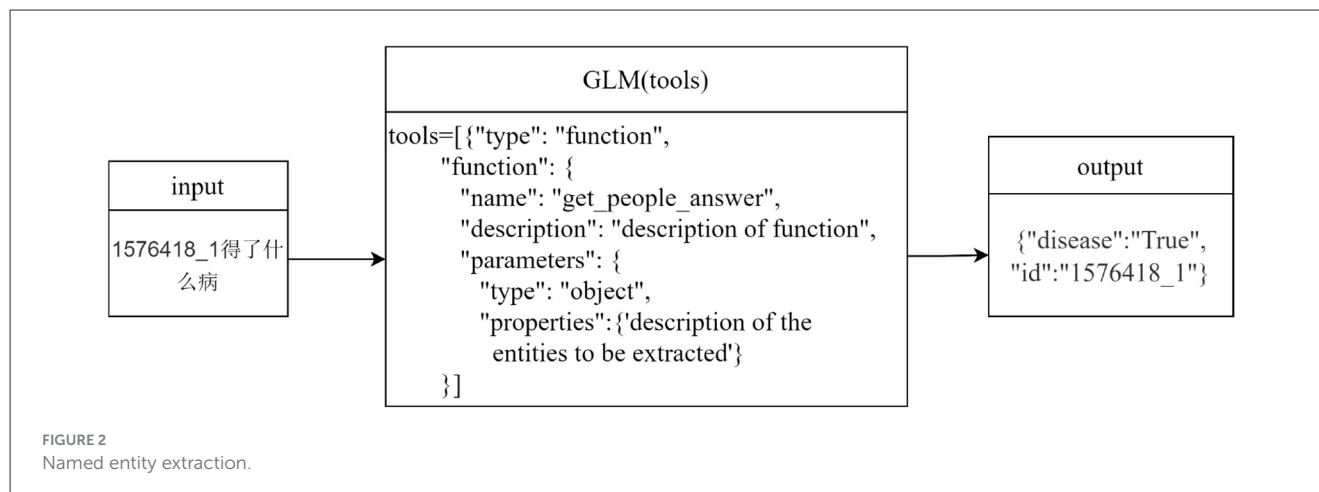 input
1576418_1得了什
么病
GLM(tools)
tools=[{"type": "function",
"function": {
"name": "get_people_answer",
"description": "description of function",
"parameters": {
"type": "object",
"properties":{'description of the
entities to be extracted'}
}]
output
{"disease":"True",
"id":"1576418_1"}
FIGURE 2
Named entity extraction.